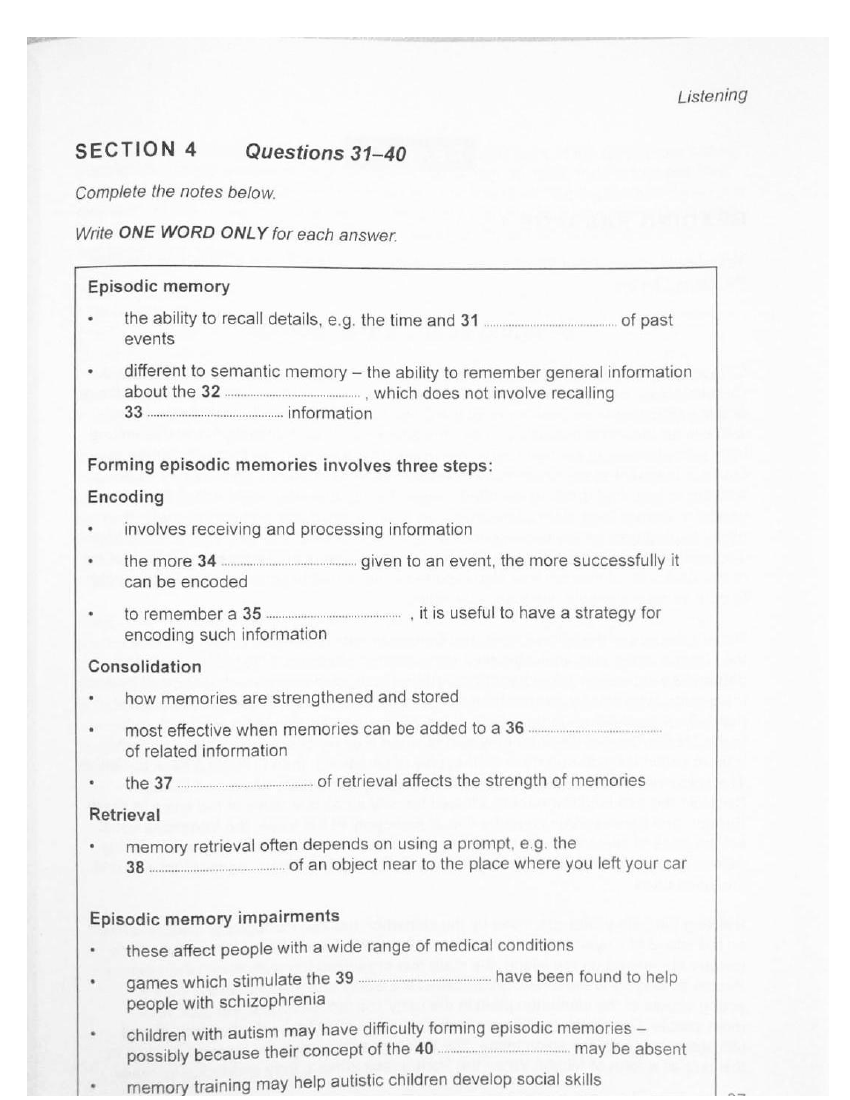 Listening
SECTION 4 Questions 31–40
Complete the notes below.
Write ONE WORD ONLY for each answer.
Episodic memory
• the ability to recall details, e.g. the time and 31 .................... of past
events
• different to semantic memory – the ability to remember general information
about the 32 .................... , which does not involve recalling
33 .................... information
Forming episodic memories involves three steps:
Encoding
• involves receiving and processing information
• the more 34 .................... given to an event, the more successfully it
can be encoded
• to remember a 35 .................... , it is useful to have a strategy for
encoding such information
Consolidation
• how memories are strengthened and stored
• most effective when memories can be added to a 36 ....................
of related information
• the 37 .................... of retrieval affects the strength of memories
Retrieval
• memory retrieval often depends on using a prompt, e.g. the
38 .................... of an object near to the place where you left your car
Episodic memory impairments
• these affect people with a wide range of medical conditions
• games which stimulate the 39 .................... have been found to help
people with schizophrenia
• children with autism may have difficulty forming episodic memories –
possibly because their concept of the 40 .................... may be absent
• memory training may help autistic children develop social skills